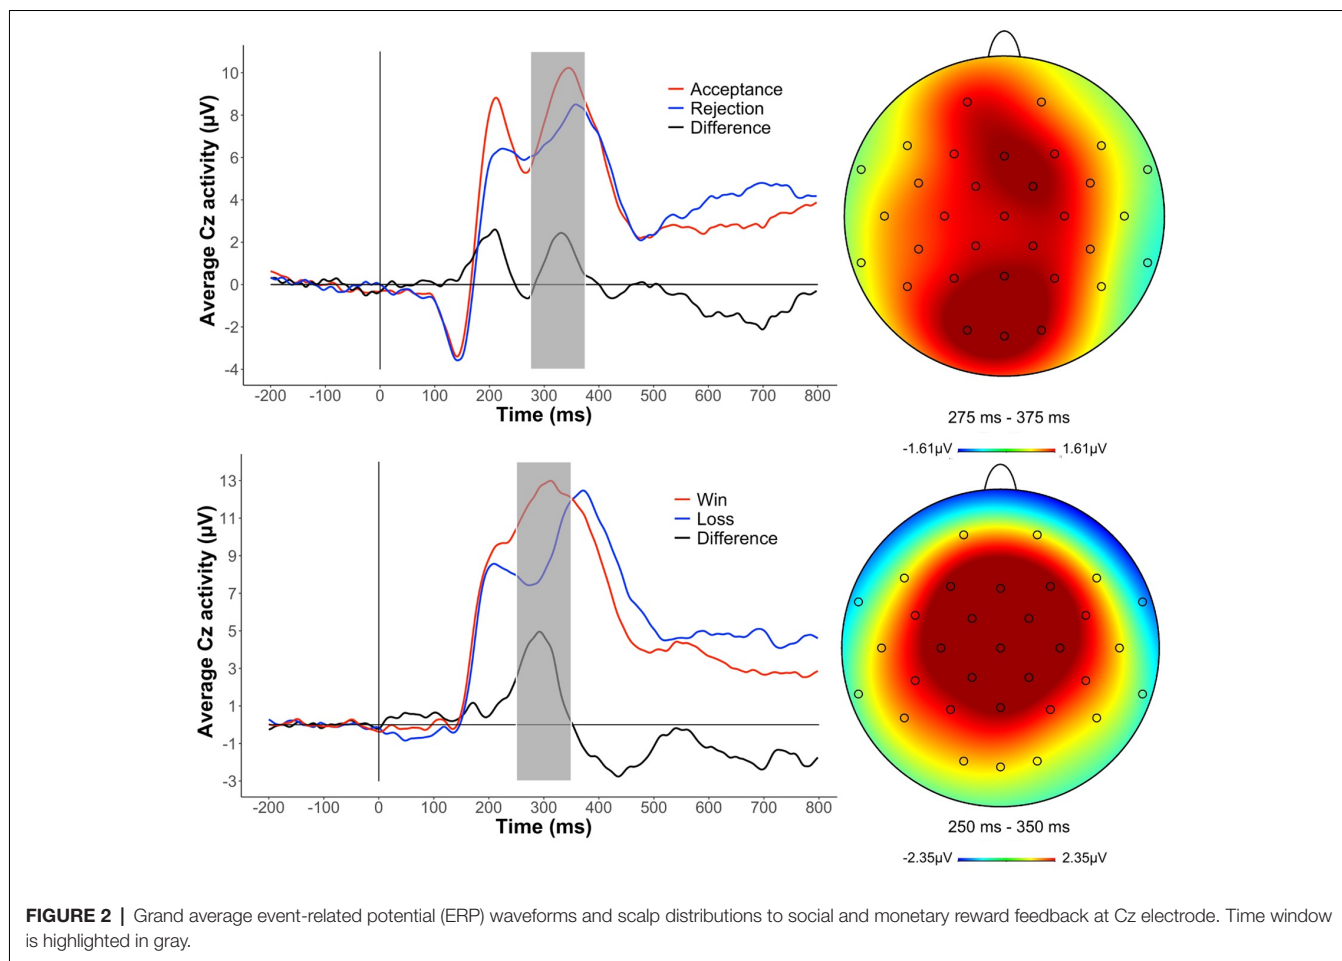 Average Cz activity (μV)
10
8
6
4
2
0
-2
-4
Acceptance
Rejection
Difference
-200 -100 0 100 200 300 400 500 600 700 800
Time (ms)
275 ms - 375 ms
-1.61μV 1.61μV
Average Cz activity (μV)
13
11
9
7
5
3
1
-1
-3
Win
Loss
Difference
-200 -100 0 100 200 300 400 500 600 700 800
Time (ms)
250 ms - 350 ms
-2.35μV 2.35μV
FIGURE 2 | Grand average event-related potential (ERP) waveforms and scalp distributions to social and monetary reward feedback at Cz electrode. Time window
is highlighted in gray.